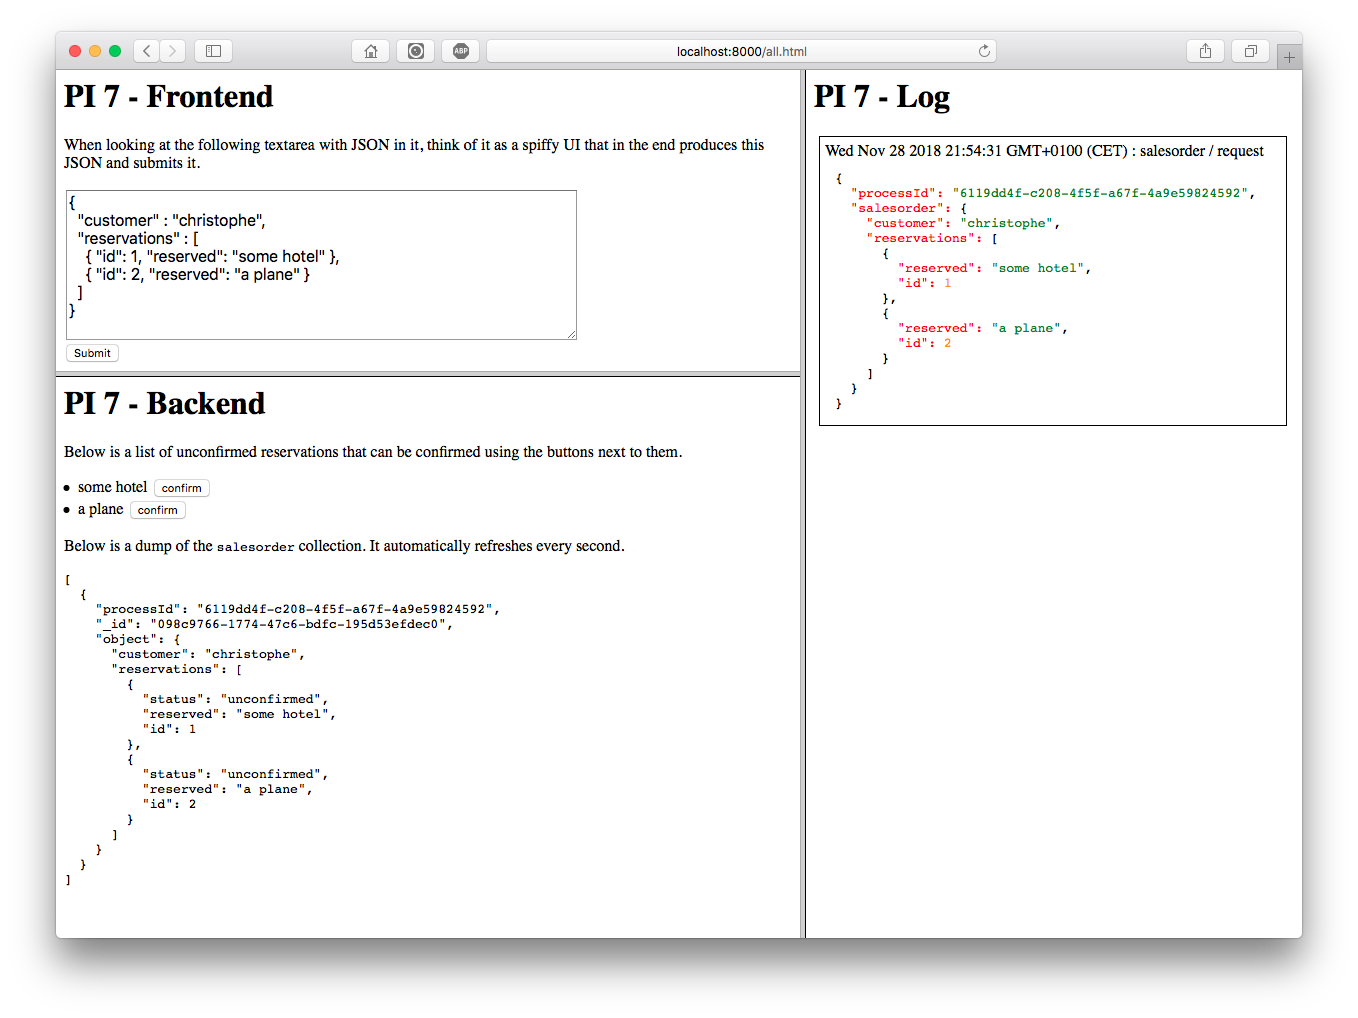 ABP
localhost:8000/all.html
PI 7 - Frontend
When looking at the following textarea with JSON in it, think of it as a spiffy UI that in the end produces this
JSON and submits it.
{
"customer" : "christophe",
"reservations" : [
{ "id": 1, "reserved": "some hotel" },
{ "id": 2, "reserved": "a plane" }
]
}
Submit
PI 7 - Backend
Below is a list of unconfirmed reservations that can be confirmed using the buttons next to them.
• some hotel confirm
• a plane confirm
Below is a dump of the salesorder collection. It automatically refreshes every second.
[
{
"processId": "6119dd4f-c208-4f5f-a67f-4a9e59824592",
"_id": "098c9766-1774-47c6-bdfc-195d53efdec0",
"object": {
"customer": "christophe",
"reservations": [
{
"status": "unconfirmed",
"reserved": "some hotel",
"id": 1
},
{
"status": "unconfirmed",
"reserved": "a plane",
"id": 2
}
]
}
}
]
PI 7 - Log
Wed Nov 28 2018 21:54:31 GMT+0100 (CET) : salesorder / request
{
"processId": "6119dd4f-c208-4f5f-a67f-4a9e59824592",
"salesorder": {
"customer": "christophe",
"reservations": [
{
"reserved": "some hotel",
"id": 1
},
{
"reserved": "a plane",
"id": 2
}
]
}
}